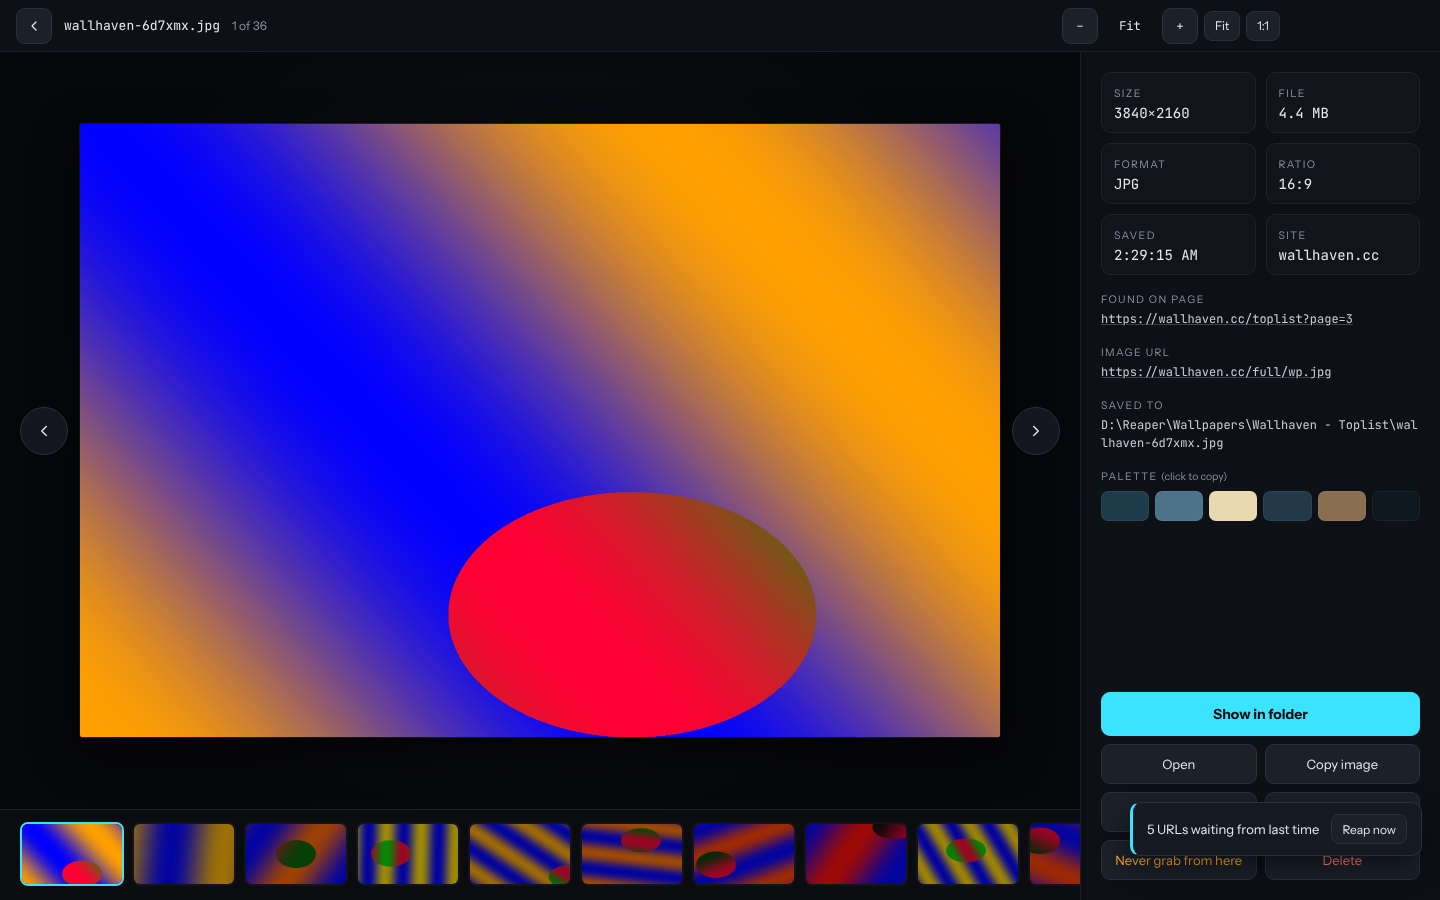 wallhaven-6d7xmx.jpg 1 of 36
− Fit + Fit 1:1
SIZE
3840×2160
FILE
4.4 MB
FORMAT
JPG
RATIO
16:9
SAVED
2:29:15 AM
SITE
wallhaven.cc
FOUND ON PAGE
https://wallhaven.cc/toplist?page=3
IMAGE URL
https://wallhaven.cc/full/wp.jpg
SAVED TO
D:\Reaper\Wallpapers\Wallhaven - Toplist\wal
lhaven-6d7xmx.jpg
PALETTE (click to copy)
Show in folder
Open
Copy image
5 URLs waiting from last time
Reap now
Never grab from here
Delete